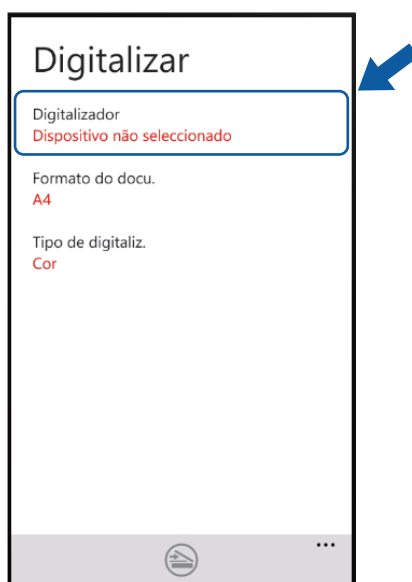 Digitalizar
Digitalizador
Dispositivo não seleccionado
Formato do docu.
A4
Tipo de digitaliz.
Cor